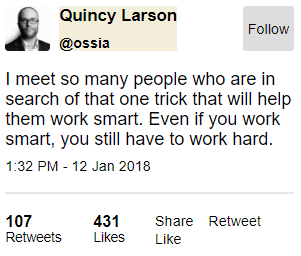 Quincy Larson
@ossia
Follow
I meet so many people who are in
search of that one trick that will help
them work smart. Even if you work
smart, you still have to work hard.
1:32 PM - 12 Jan 2018
107 431 Share Retweet
Retweets Likes Like